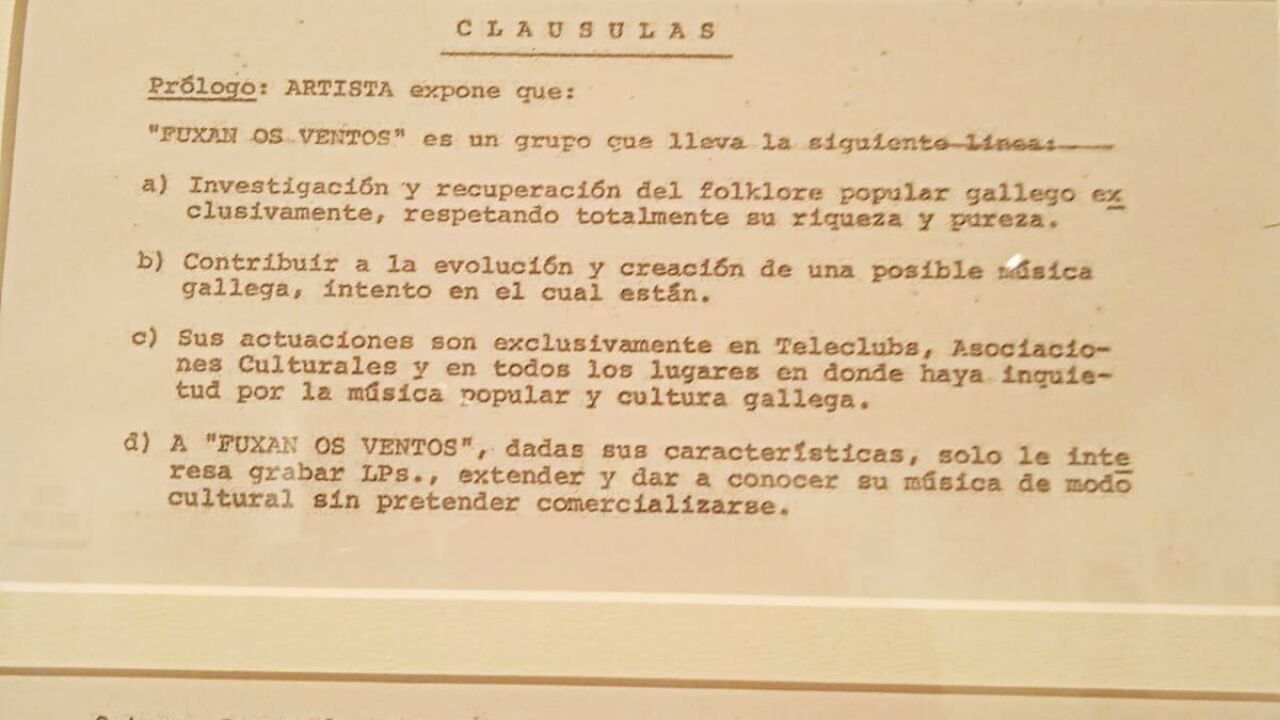 C L A U S U L A S
Prólogo: ARTISTA expone que:
"FUXAN OS VENTOS" es un grupo que lleva la siguiente línea:
a) Investigación y recuperación del folklore popular gallego ex
clusivamente, respetando totalmente su riqueza y pureza.
b) Contribuir a la evolución y creación de una posible música
gallega, intento en el cual están.
c) Sus actuaciones son exclusivamente en Teleclubs, Asociacio-
nes Culturales y en todos los lugares en donde haya inquie-
tud por la música popular y cultura gallega.
d) A "FUXAN OS VENTOS", dadas sus características, solo le inte
resa grabar LPs., extender y dar a conocer su música de modo
cultural sin pretender comercializarse.